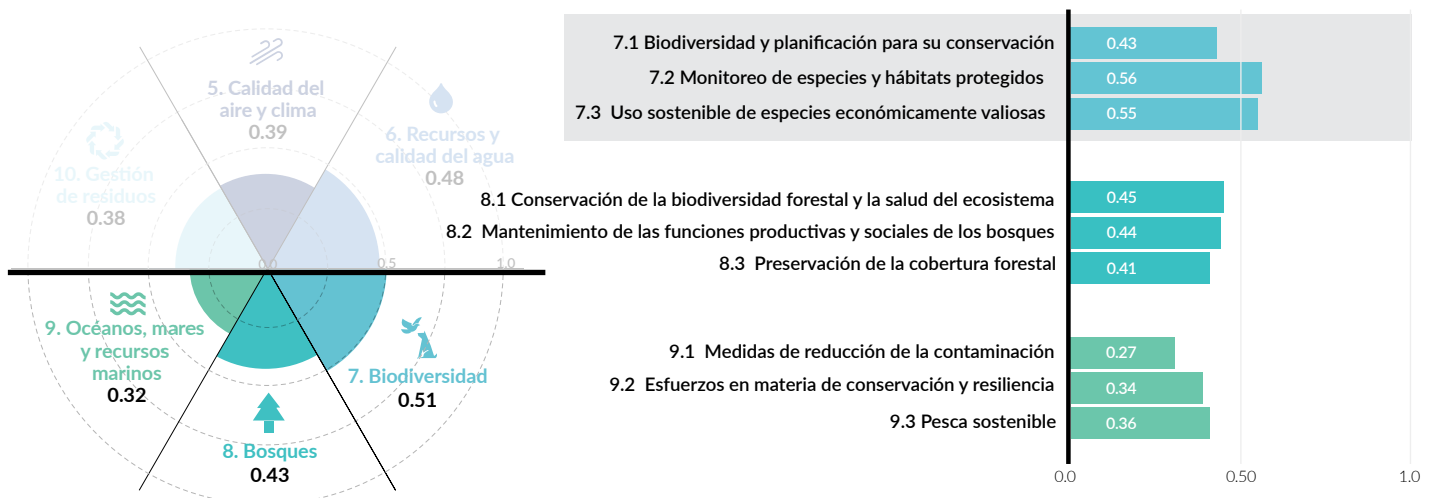 5. Calidad del
aire y clima
0.39
6. Recursos y
calidad del agua
0.48
10. Gestión
de residuos
0.38
0.0 0.5 1.0
9. Océanos, mares
y recursos
marinos
0.32
7. Biodiversidad
0.51
8. Bosques
0.43
7.1 Biodiversidad y planificación para su conservación 0.43
7.2 Monitoreo de especies y hábitats protegidos 0.56
7.3 Uso sostenible de especies económicamente valiosas 0.55
8.1 Conservación de la biodiversidad forestal y la salud del ecosistema 0.45
8.2 Mantenimiento de las funciones productivas y sociales de los bosques 0.44
8.3 Preservación de la cobertura forestal 0.41
9.1 Medidas de reducción de la contaminación 0.27
9.2 Esfuerzos en materia de conservación y resiliencia 0.34
9.3 Pesca sostenible 0.36
0.0 0.50 1.0